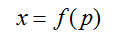 x = f(p)